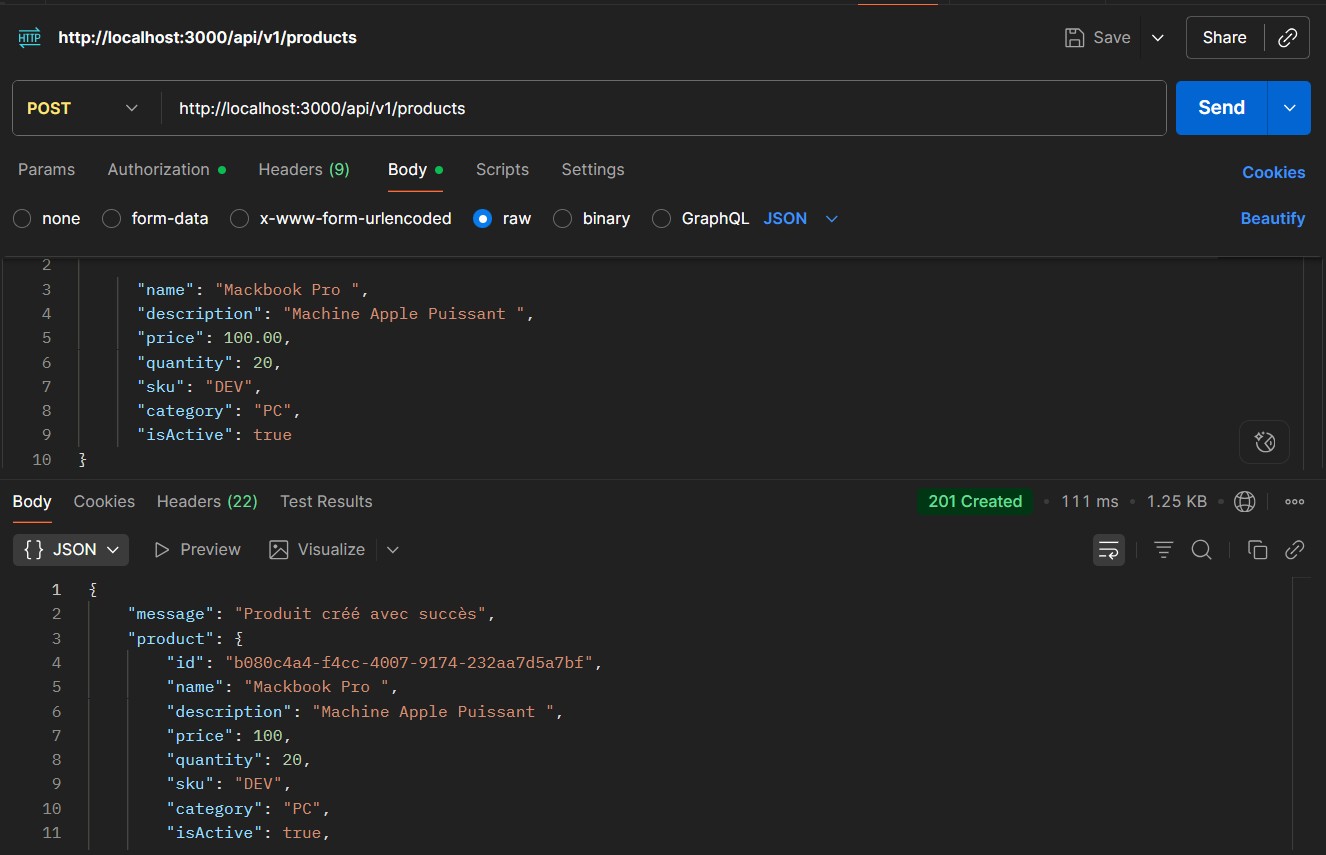 HTTP http://localhost:3000/api/v1/products Save Share
POST http://localhost:3000/api/v1/products Send
Params Authorization Headers (9) Body Scripts Settings Cookies
none form-data x-www-form-urlencoded raw binary GraphQL JSON Beautify
2
3 "name": "Mackbook Pro ",
4 "description": "Machine Apple Puissant ",
5 "price": 100.00,
6 "quantity": 20,
7 "sku": "DEV",
8 "category": "PC",
9 "isActive": true
10 }
Body Cookies Headers (22) Test Results 201 Created • 111 ms • 1.25 KB •
{} JSON Preview Visualize
1 {
2 "message": "Produit créé avec succès",
3 "product": {
4 "id": "b080c4a4-f4cc-4007-9174-232aa7d5a7bf",
5 "name": "Mackbook Pro ",
6 "description": "Machine Apple Puissant ",
7 "price": 100,
8 "quantity": 20,
9 "sku": "DEV",
10 "category": "PC",
11 "isActive": true,